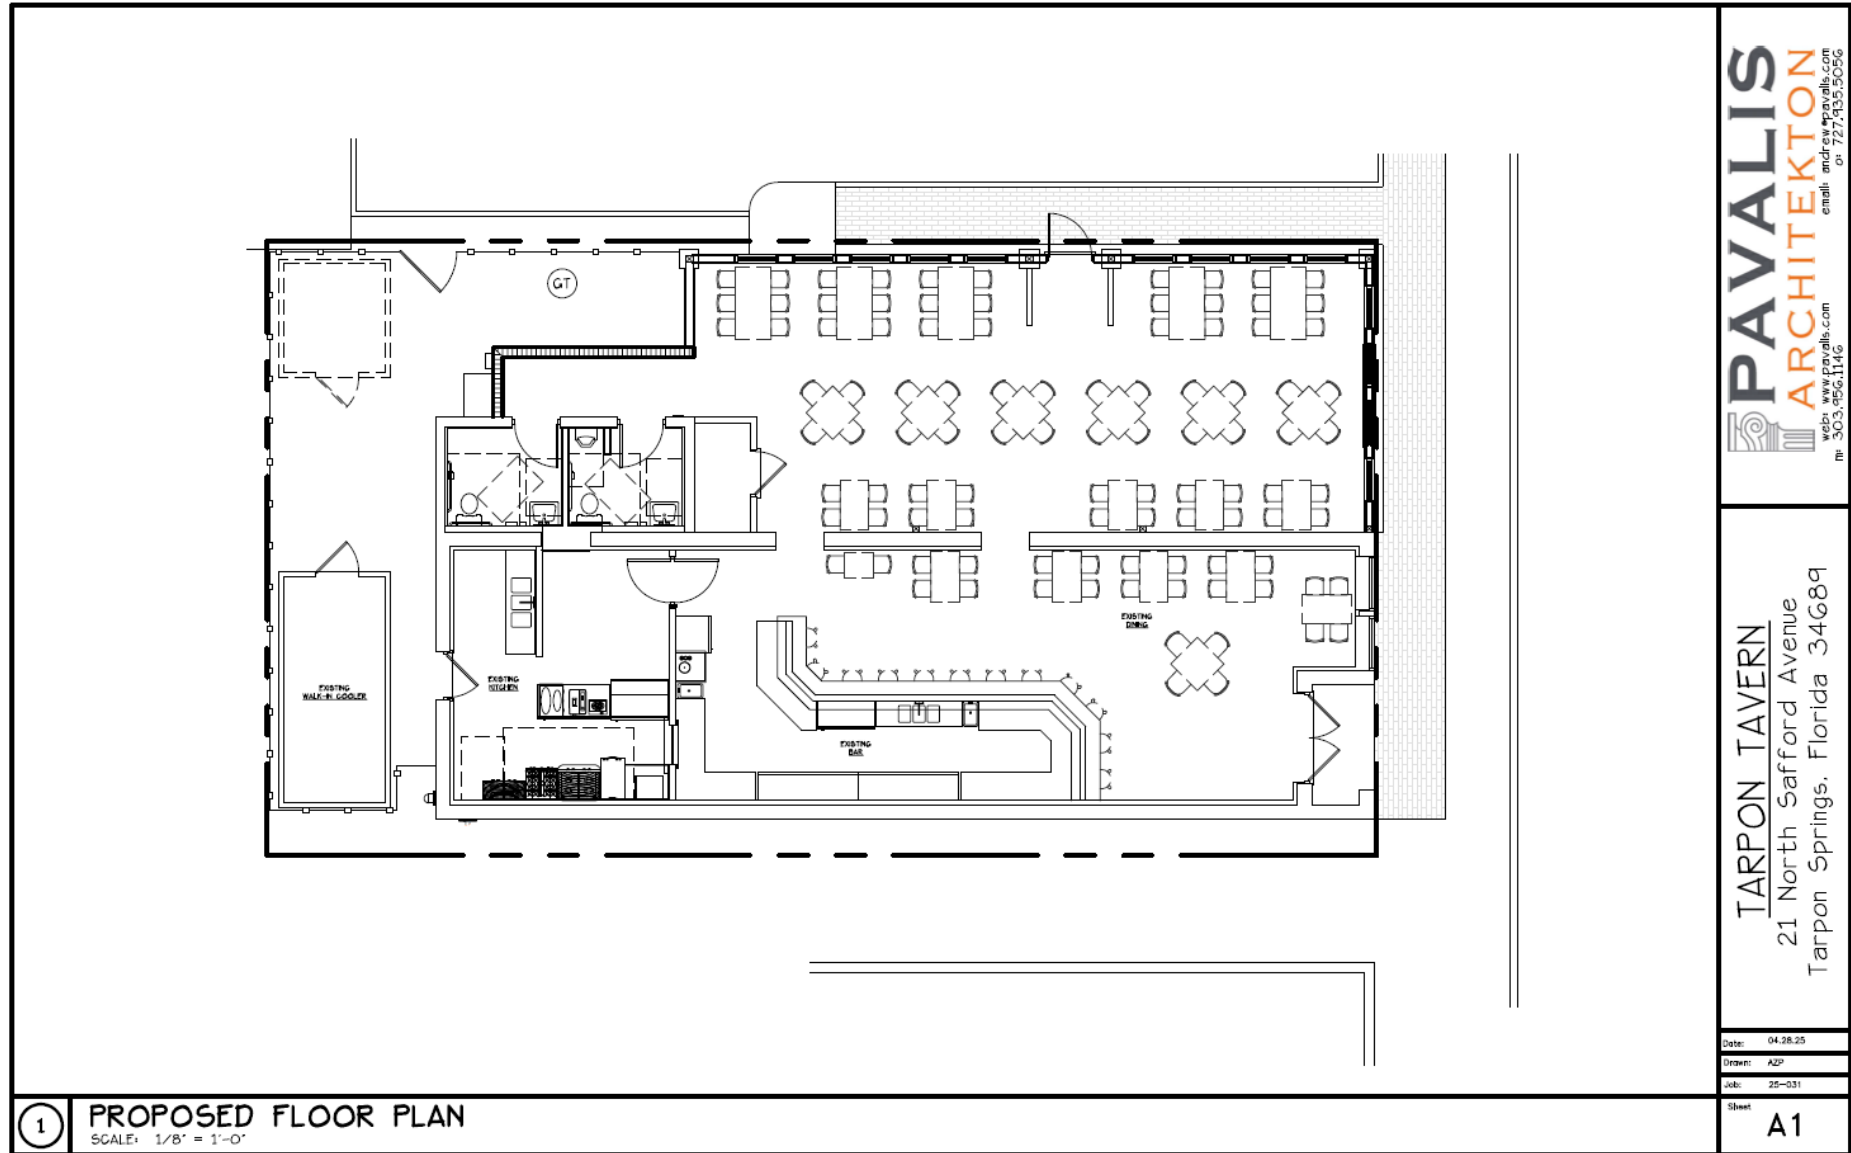 GT
EXISTING
WALK-IN COOLER
EXISTING
KITCHEN
EXISTING
BAR
EXISTING
DINING
1
PROPOSED FLOOR PLAN
SCALE: 1/8" = 1'-0"
PAVALIS
ARCHITEKTON
web: www.pavalis.com
email: andrew@pavalis.com
m: 303.956.1146
o: 727.935.5056
TARPON TAVERN
21 North Safford Avenue
Tarpon Springs, Florida 34689
Date: 04.28.25
Drawn: AZP
Job: 25-031
Sheet
A1